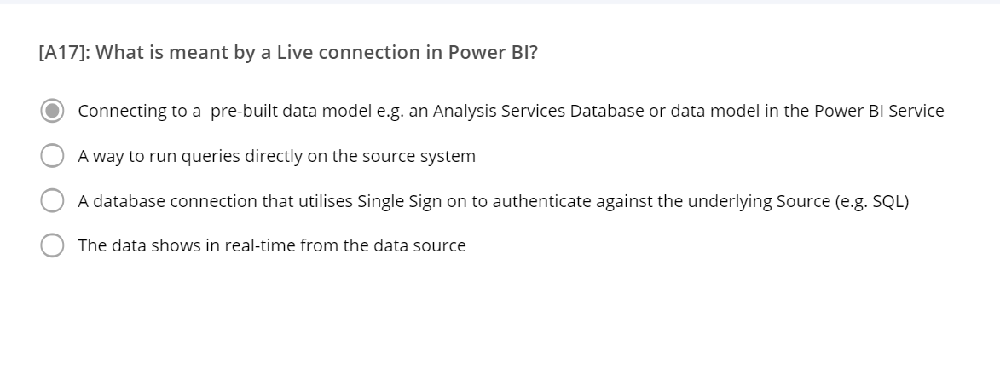 [A17]: What is meant by a Live connection in Power BI?
Connecting to a  pre-built data model e.g. an Analysis Services Database or data model in the Power BI Service
A way to run queries directly on the source system
A database connection that utilises Single Sign on to authenticate against the underlying Source (e.g. SQL)
The data shows in real-time from the data source